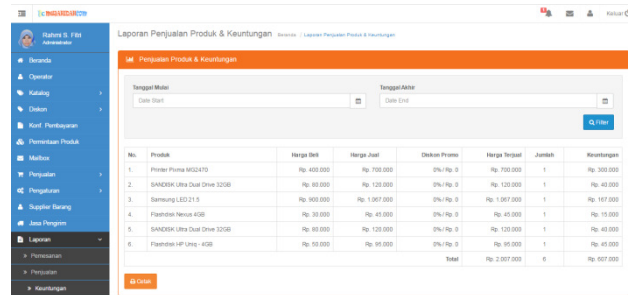 Keluar
Rahmi S. Fitri
Administrator
Laporan Penjualan Produk & Keuntungan Beranda / Laporan Penjualan Produk & Keuntungan
Beranda
Operator
Katalog
Diskon
Konf. Pembayaran
Permintaan Produk
Mailbox
Penjualan
Pengaturan
Supplier Barang
Jasa Pengirim
Laporan
Pemesanan
Penjualan
Keuntungan
Penjualan Produk & Keuntungan
Tanggal Mulai Tanggal Akhir
Date Start Date End
Filter
No. Produk Harga Beli Harga Jual Diskon Promo Harga Terjual Jumlah Keuntungan
1. Printer Pixma MG2470 Rp. 400.000 Rp. 700.000 0% / Rp. 0 Rp. 700.000 1 Rp. 300.000
2. SANDISK Ultra Dual Drive 32GB Rp. 80.000 Rp. 120.000 0% / Rp. 0 Rp. 120.000 1 Rp. 40.000
3. Samsung LED 21.5 Rp. 900.000 Rp. 1.067.000 0% / Rp. 0 Rp. 1.067.000 1 Rp. 167.000
4. Flashdisk Nexus 4GB Rp. 30.000 Rp. 45.000 0% / Rp. 0 Rp. 45.000 1 Rp. 15.000
5. SANDISK Ultra Dual Drive 32GB Rp. 80.000 Rp. 120.000 0% / Rp. 0 Rp. 120.000 1 Rp. 40.000
6. Flashdisk HP Uniq - 4GB Rp. 50.000 Rp. 95.000 0% / Rp. 0 Rp. 95.000 1 Rp. 45.000
Total Rp. 2.007.000 6 Rp. 607.000
Cetak